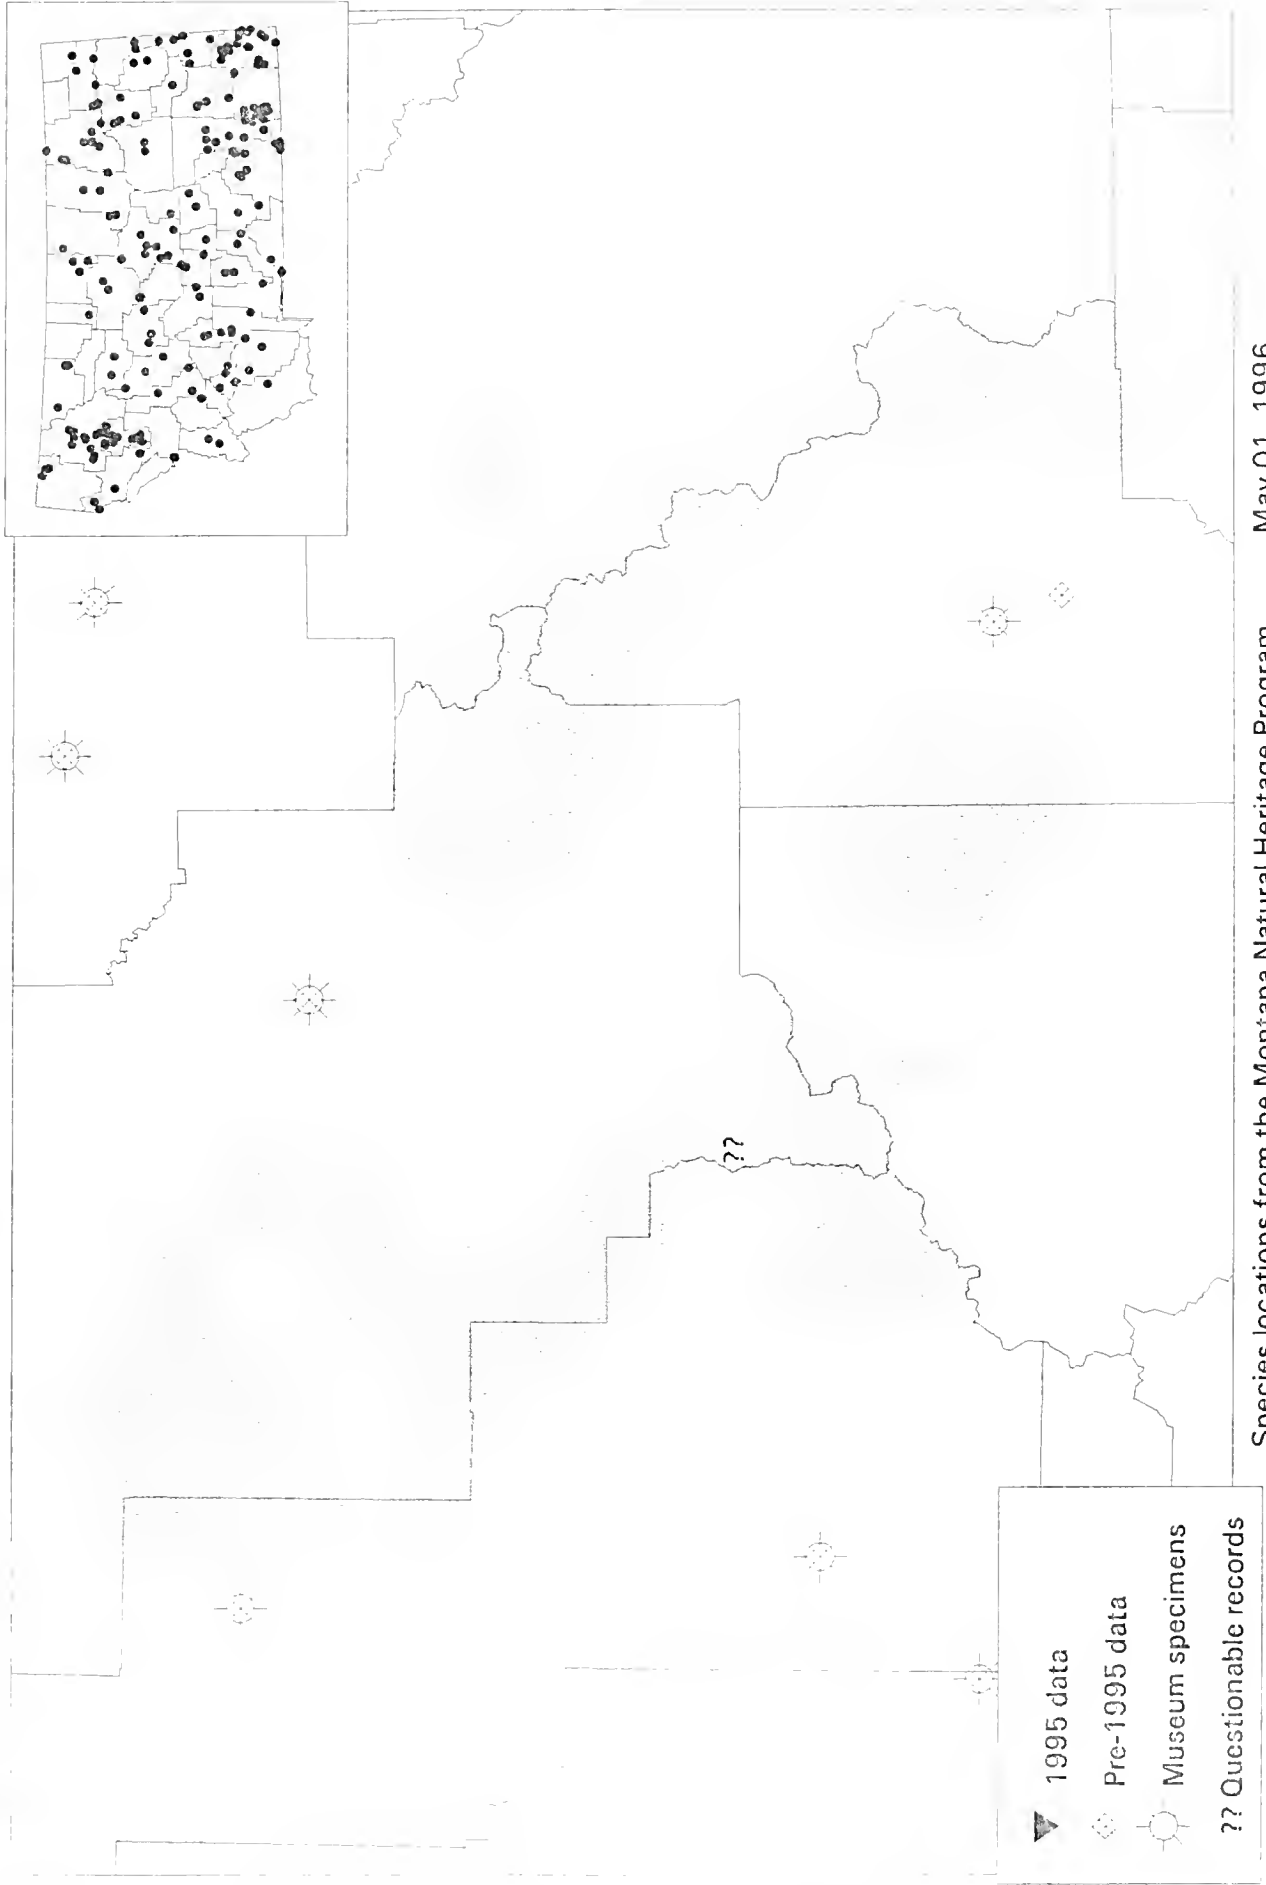 ??
1995 data
Pre-1995 data
Museum specimens
?? Questionable records
Species locations from the Montana Natural Heritage Program May 01, 1996